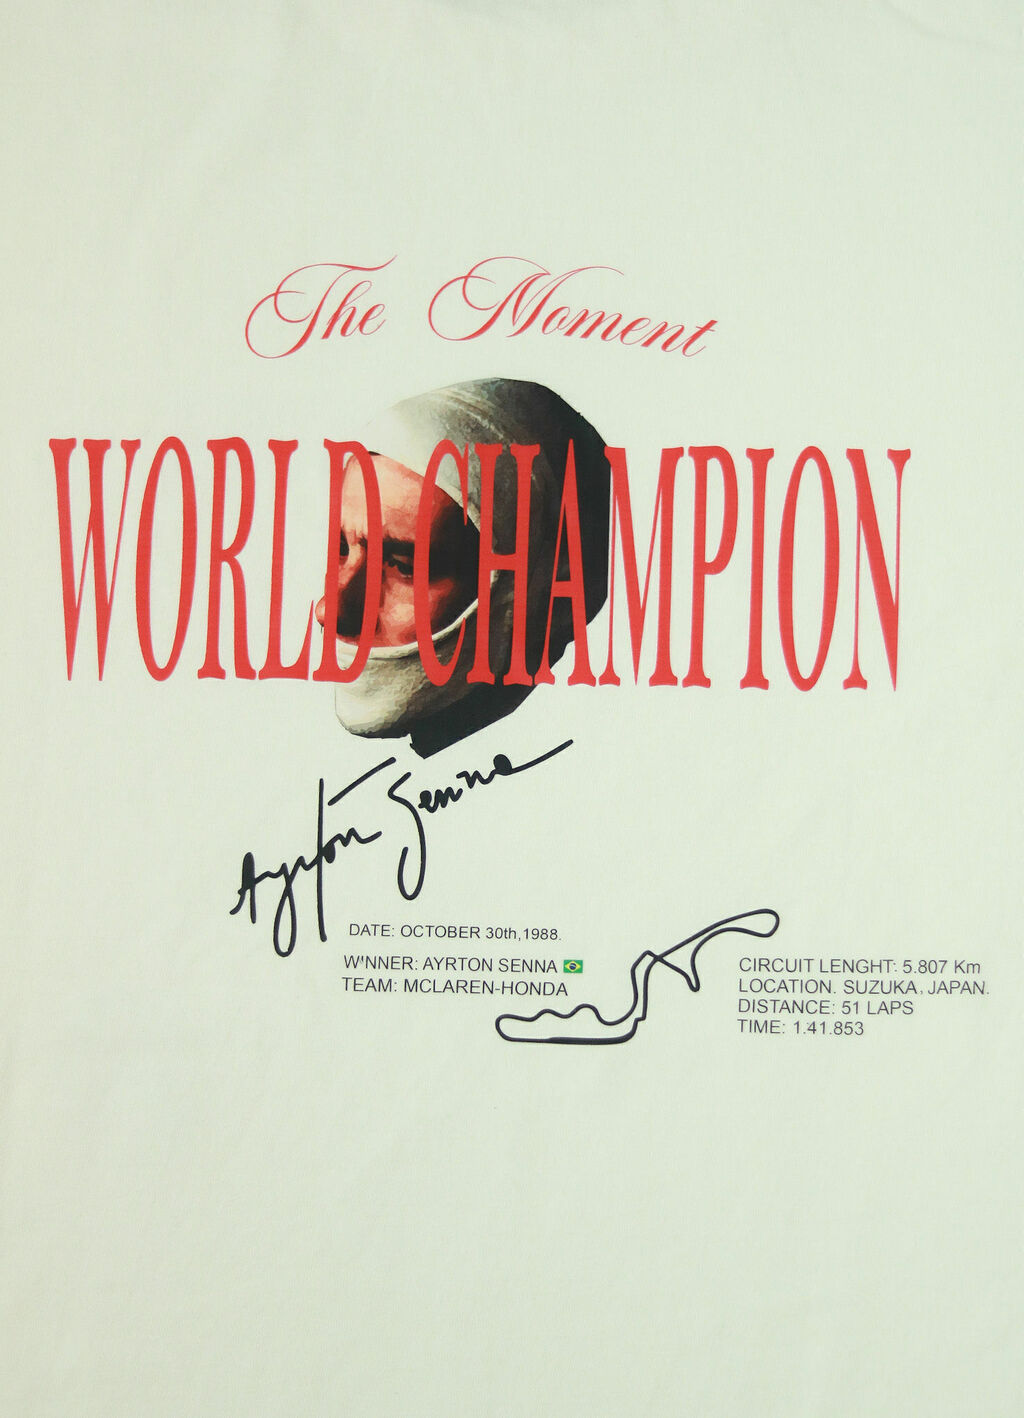 The Moment
WORLD CHAMPION
Ayrton Senna
DATE: OCTOBER 30th,1988.
WINNER: AYRTON SENNA
TEAM: MCLAREN-HONDA
CIRCUIT LENGHT: 5.807 Km
LOCATION. SUZUKA, JAPAN.
DISTANCE: 51 LAPS
TIME: 1.41.853